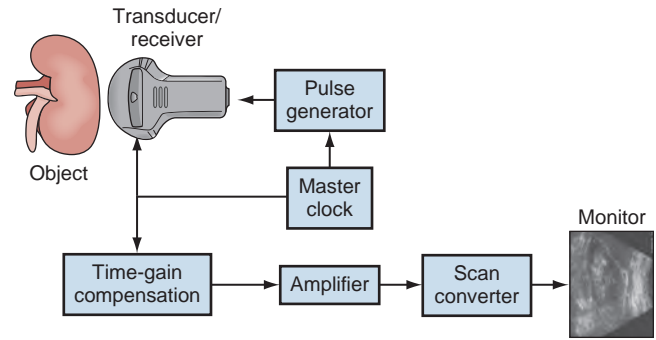 Transducer/
receiver
Pulse
generator
Object
Master
clock
Monitor
Time-gain
compensation
Amplifier
Scan
converter